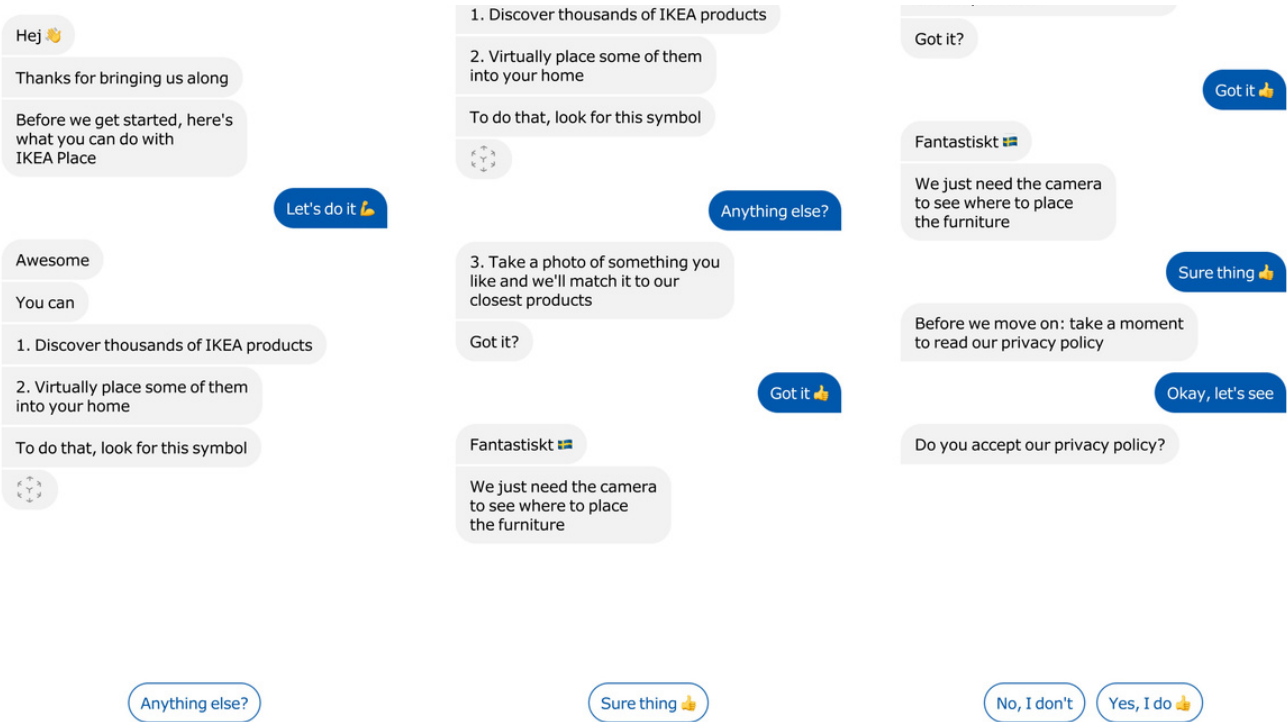 Hej 👋
Thanks for bringing us along
Before we get started, here's
what you can do with
IKEA Place
Let's do it 💪
Awesome
You can
1. Discover thousands of IKEA products
2. Virtually place some of them
into your home
To do that, look for this symbol
Anything else?
1. Discover thousands of IKEA products
2. Virtually place some of them
into your home
To do that, look for this symbol
Anything else?
3. Take a photo of something you
like and we'll match it to our
closest products
Got it?
Got it 👍
Fantastiskt 🇸🇪
We just need the camera
to see where to place
the furniture
Sure thing 👍
Got it?
Got it 👍
Fantastiskt 🇸🇪
We just need the camera
to see where to place
the furniture
Sure thing 👍
Before we move on: take a moment
to read our privacy policy
Okay, let's see
Do you accept our privacy policy?
No, I don't
Yes, I do 👍